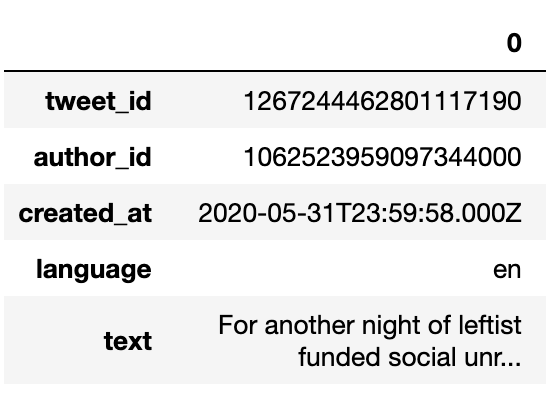 0
tweet_id 1267244462801117190
author_id 1062523959097344000
created_at 2020-05-31T23:59:58.000Z
language en
text For another night of leftist
funded social unr...